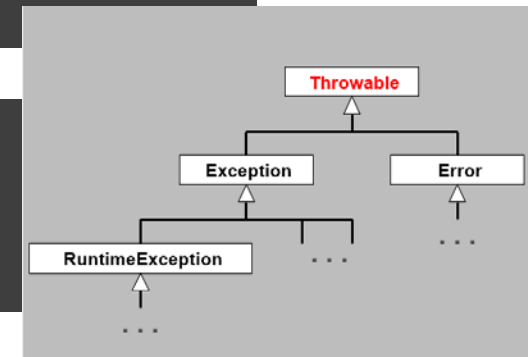 Throwable
Exception
Error
. . .
RuntimeException
. . .
. . .